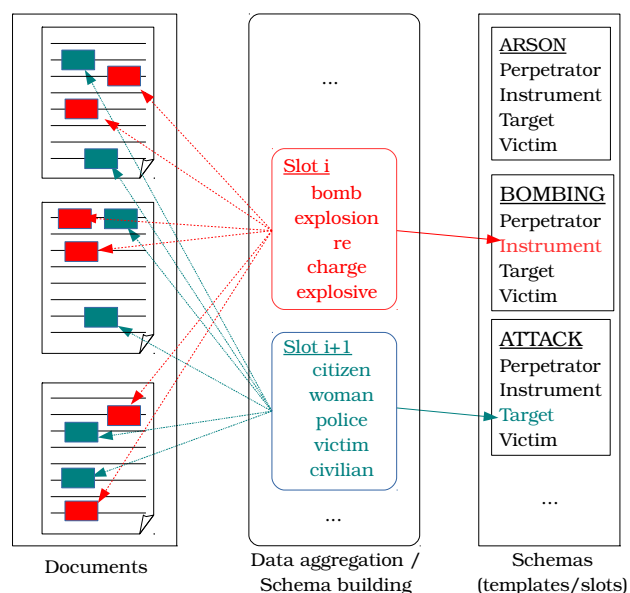 ...
Slot i
bomb
explosion
re
charge
explosive
Slot i+1
citizen
woman
police
victim
civilian
...
ARSON
Perpetrator
Instrument
Target
Victim
BOMBING
Perpetrator
Instrument
Target
Victim
ATTACK
Perpetrator
Instrument
Target
Victim
...
Documents
Data aggregation /
Schema building
Schemas
(templates/slots)